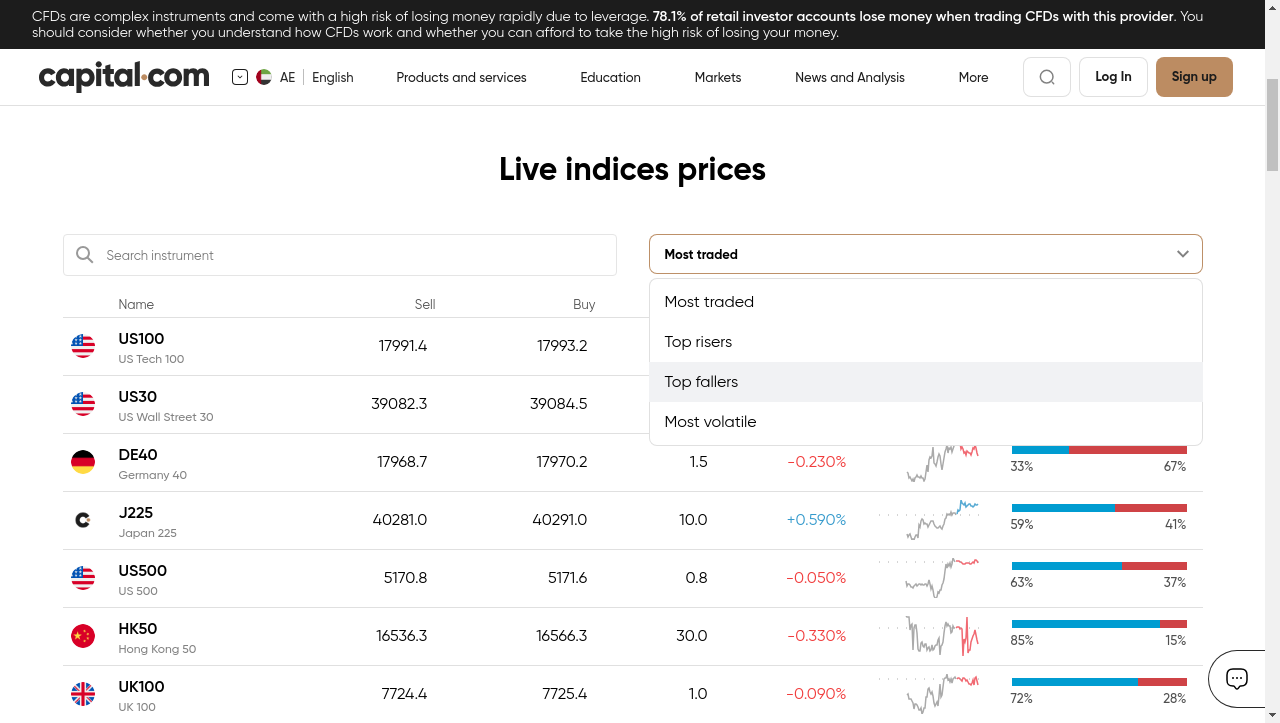 CFDs are complex instruments and come with a high risk of losing money rapidly due to leverage. 78.1% of retail investor accounts lose money when trading CFDs with this provider. You
should consider whether you understand how CFDs work and whether you can afford to take the high risk of losing your money.
capital.com AE English Products and services Education Markets News and Analysis More Log In Sign up
Live indices prices
Search instrument Most traded
Most traded
Name Sell Buy
Top risers
US100 17991.4 17993.2
US Tech 100
Top fallers
US30 39082.3 39084.5
US Wall Street 30
Most volatile
DE40 17968.7 17970.2 1.5 -0.230% 33% 67%
Germany 40
J225 40281.0 40291.0 10.0 +0.590% 59% 41%
Japan 225
US500 5170.8 5171.6 0.8 -0.050% 63% 37%
US 500
HK50 16536.3 16566.3 30.0 -0.330% 85% 15%
Hong Kong 50
UK100 7724.4 7725.4 1.0 -0.090% 72% 28%
UK 100